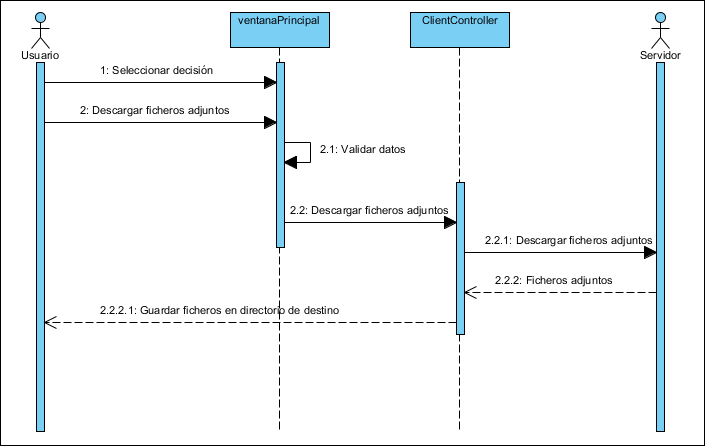 ventanaPrincipal
ClientController
Usuario
Servidor
1: Seleccionar decisión
2: Descargar ficheros adjuntos
2.1: Validar datos
2.2: Descargar ficheros adjuntos
2.2.1: Descargar ficheros adjuntos
2.2.2: Ficheros adjuntos
2.2.2.1: Guardar ficheros en directorio de destino